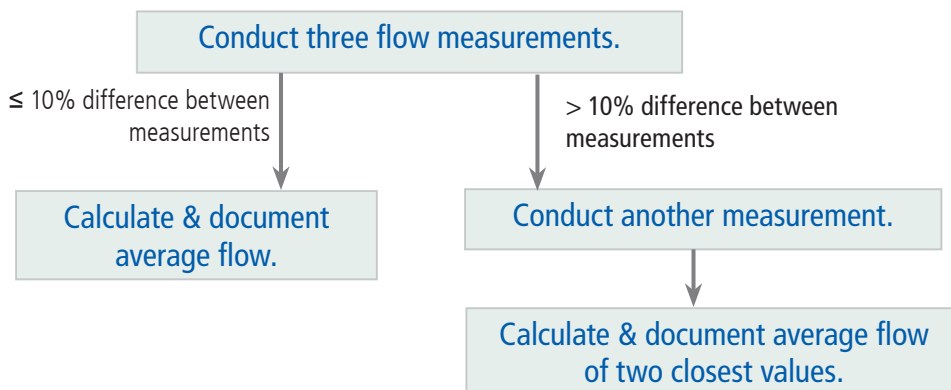 Conduct three flow measurements.
≤ 10% difference between
measurements
> 10% difference between
measurements
Calculate & document
average flow.
Conduct another measurement.
Calculate & document average flow
of two closest values.